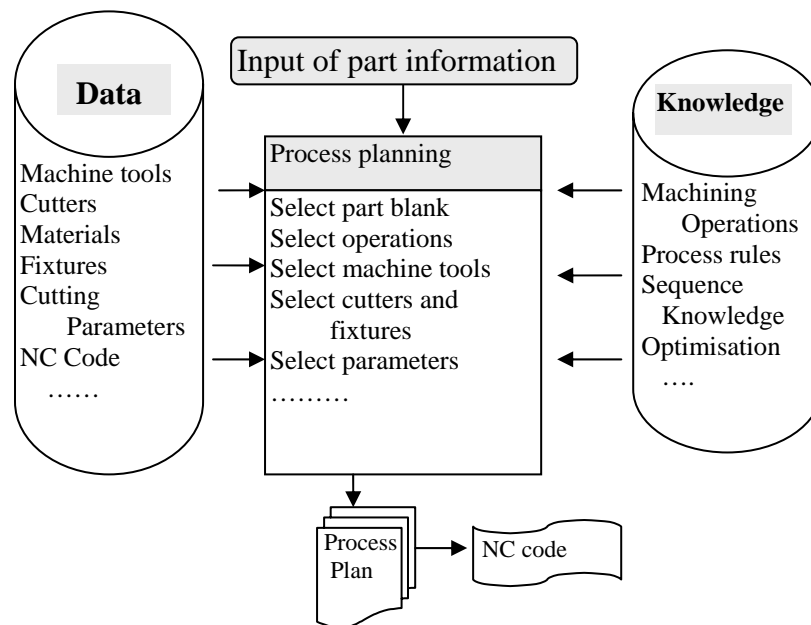 Input of part information
Data
Machine tools
Cutters
Materials
Fixtures
Cutting
Parameters
NC Code
……
Process planning
Select part blank
Select operations
Select machine tools
Select cutters and
fixtures
Select parameters
………
Knowledge
Machining
Operations
Process rules
Sequence
Knowledge
Optimisation
….
Process
Plan
NC code